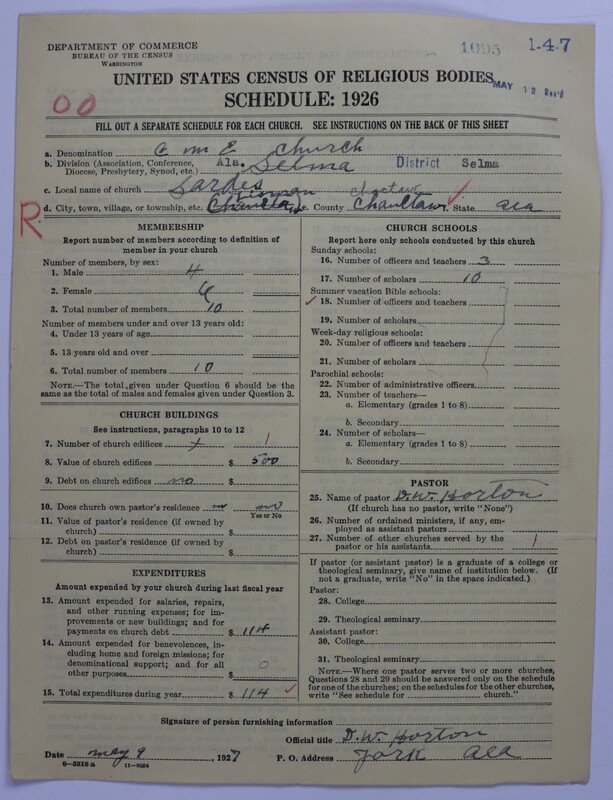 DEPARTMENT OF COMMERCE
BUREAU OF THE CENSUS
WASHINGTON
1095
1-4-7
UNITED STATES CENSUS OF RELIGIOUS BODIES
MAY 12 Rec'd
SCHEDULE: 1926
00
FILL OUT A SEPARATE SCHEDULE FOR EACH CHURCH. SEE INSTRUCTIONS ON THE BACK OF THIS SHEET
a. Denomination C M E Church
b. Division (Association, Conference, Diocese, Presbytery, Synod, etc.) Ala. Selma District Selma
c. Local name of church Sardes
d. City, town, village, or township, etc. e. County Chauctaw Choctaw f. State ala
R
MEMBERSHIP
Report number of members according to definition of member in your church
Number of members, by sex:
1. Male 4
2. Female 6
3. Total number of members 10
Number of members under and over 13 years old:
4. Under 13 years of age
5. 13 years old and over
6. Total number of members 10
NOTE.—The total given under Question 6 should be the same as the total of males and females given under Question 3.
CHURCH BUILDINGS
See instructions, paragraphs 10 to 12
7. Number of church edifices 1
8. Value of church edifices $ 500
9. Debt on church edifices no $
10. Does church own pastor's residence no no
Yes or No
11. Value of pastor's residence (if owned by church) $
12. Debt on pastor's residence (if owned by church) $
EXPENDITURES
Amount expended by your church during last fiscal year
13. Amount expended for salaries, repairs, and other running expenses; for improvements or new buildings; and for payments on church debt $ 114
14. Amount expended for benevolences, including home and foreign missions; for denominational support; and for all other purposes $ 0
15. Total expenditures during year $ 114
CHURCH SCHOOLS
Report here only schools conducted by this church
Sunday schools:
16. Number of officers and teachers 3
17. Number of scholars 10
Summer vacation Bible schools:
18. Number of officers and teachers
19. Number of scholars
Week-day religious schools:
20. Number of officers and teachers
21. Number of scholars
Parochial schools:
22. Number of administrative officers
23. Number of teachers—
a. Elementary (grades 1 to 8)
b. Secondary
24. Number of scholars—
a. Elementary (grades 1 to 8)
b. Secondary
PASTOR
25. Name of pastor D.W. Horton
(If church has no pastor, write "None")
26. Number of ordained ministers, if any, employed as assistant pastors
27. Number of other churches served by the pastor or his assistants 1
If pastor (or assistant pastor) is a graduate of a college or theological seminary, give name of institution below. (If not a graduate, write "No" in the space indicated.)
Pastor:
28. College
29. Theological seminary
Assistant pastor:
30. College
31. Theological seminary
NOTE.—Where one pastor serves two or more churches, Questions 28 and 29 should be answered only on the schedule for one of the churches; on the schedules for the other churches, write "See schedule for church."
Signature of person furnishing information
Official title D.W. Horton
Date may 9, 1927 P. O. Address York ala
8-5518 a 11-9264